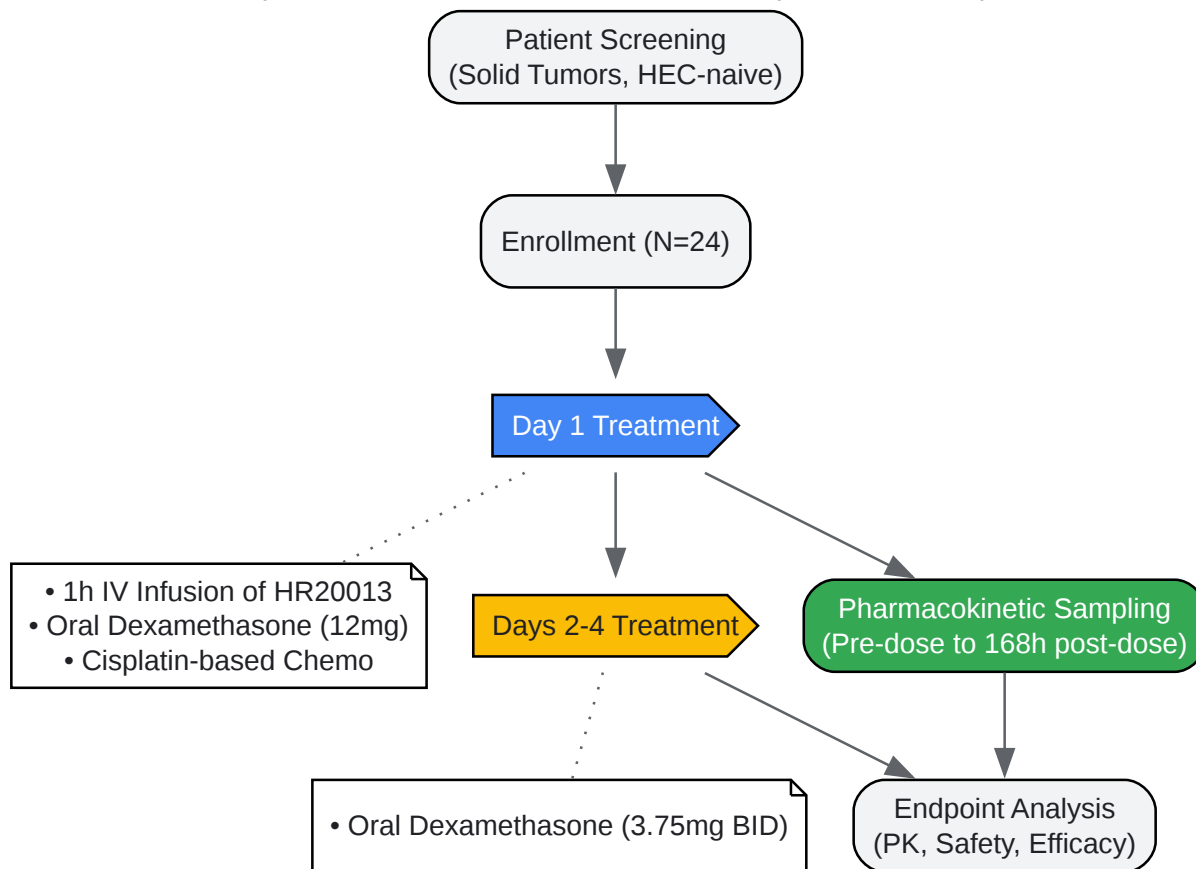 Patient Screening
(Solid Tumors, HEC-naive)
Enrollment (N=24)
Day 1 Treatment
• 1h IV Infusion of HR20013
• Oral Dexamethasone (12mg)
• Cisplatin-based Chemo
Days 2-4 Treatment
Pharmacokinetic Sampling
(Pre-dose to 168h post-dose)
• Oral Dexamethasone (3.75mg BID)
Endpoint Analysis
(PK, Safety, Efficacy)